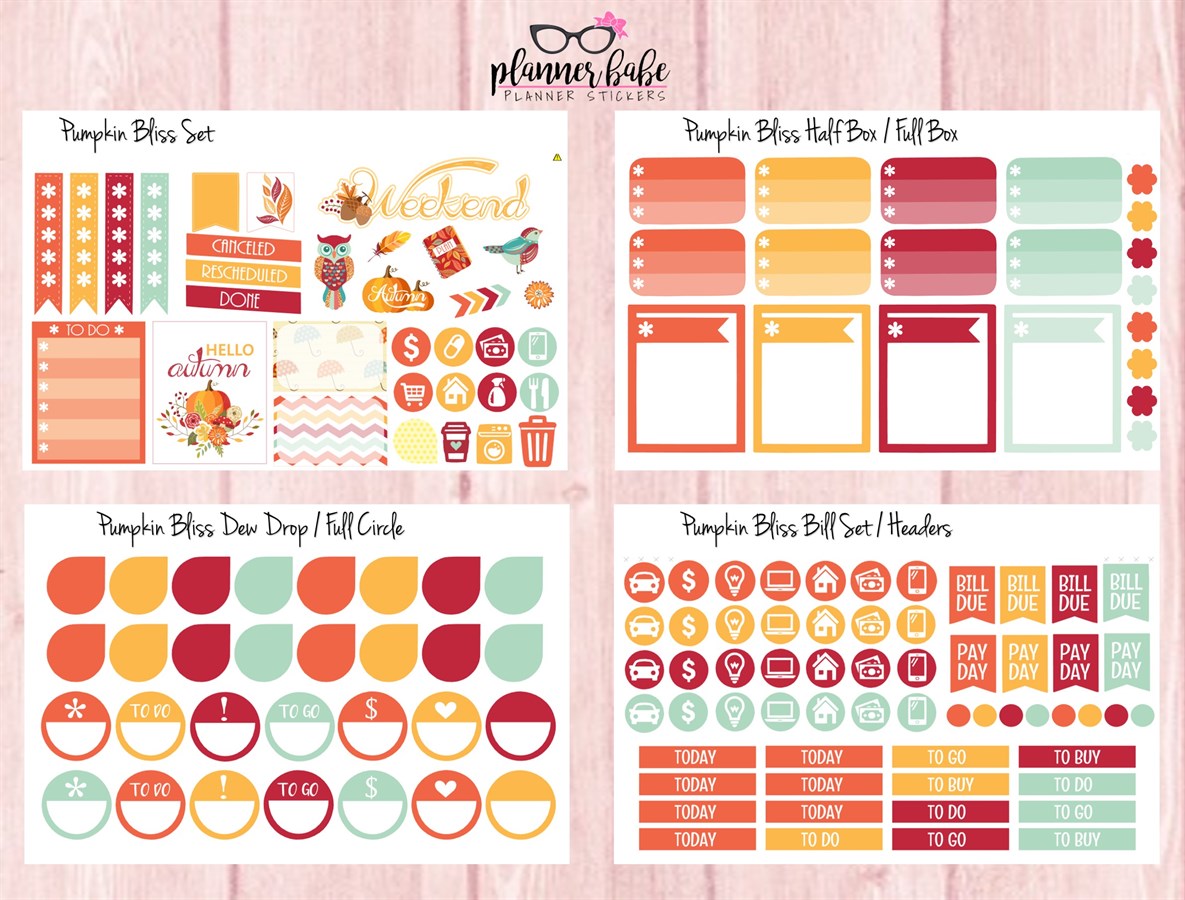 planner babe
PLANNER STICKERS
Pumpkin Bliss Set
Weekend
CANCELED
RESCHEDULED
DONE
PLAN
Autumn
* TO DO *
HELLO
autumn
$
Pumpkin Bliss Half Box / Full Box
Pumpkin Bliss Dew Drop / Full Circle
* TO DO ! TO GO $
* TO DO ! TO GO $
Pumpkin Bliss Bill Set / Headers
$
$
$
$
BILL DUE BILL DUE BILL DUE BILL DUE
PAY DAY PAY DAY PAY DAY PAY DAY
TODAY TODAY TO GO TO BUY
TODAY TODAY TO BUY TO DO
TODAY TODAY TO DO TO GO
TODAY TO DO TO GO TO BUY